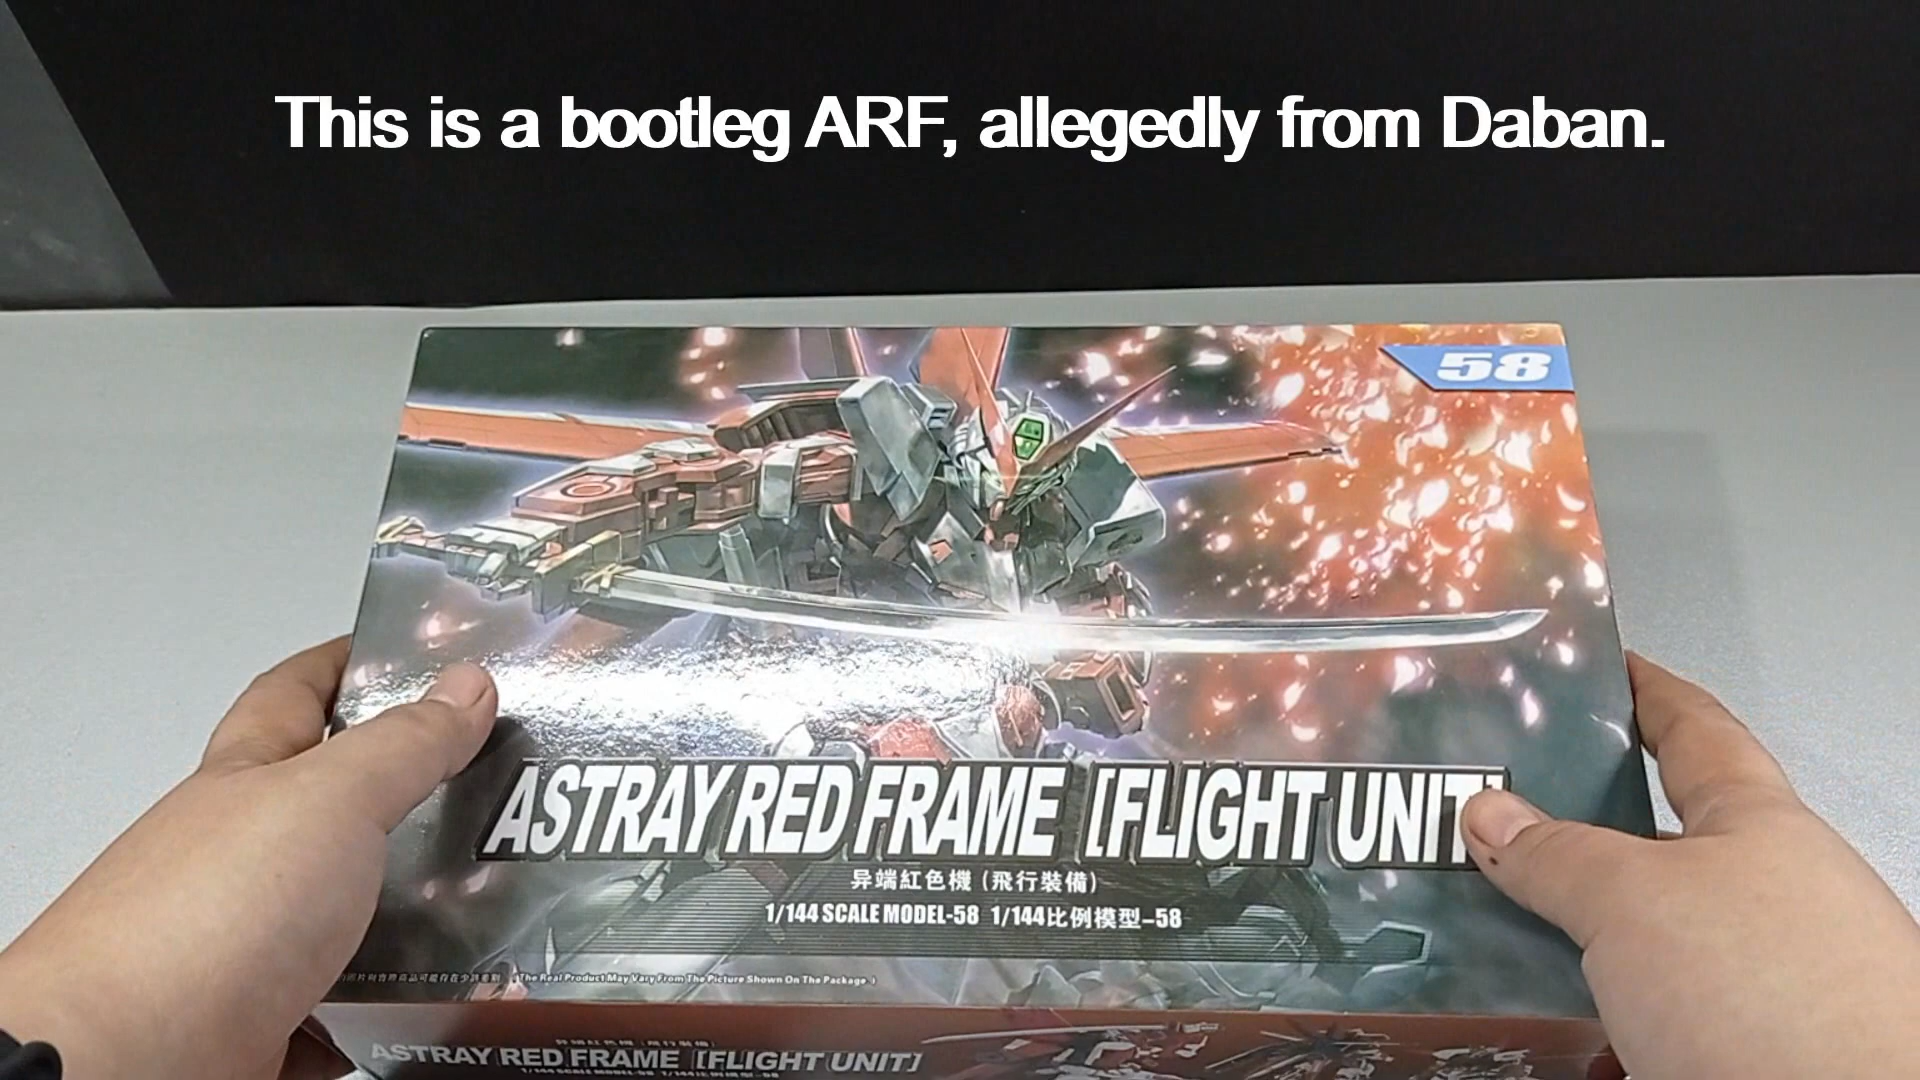 This is a bootleg ARF, allegedly from Daban.
58
ASTRAY RED FRAME [FLIGHT UNIT]
异端紅色機 (飛行裝備)
1/144 SCALE MODEL-58 1/144比例模型-58
(The Real Product May Vary From The Picture Shown On The Package.)
ASTRAY RED FRAME [FLIGHT UNIT]